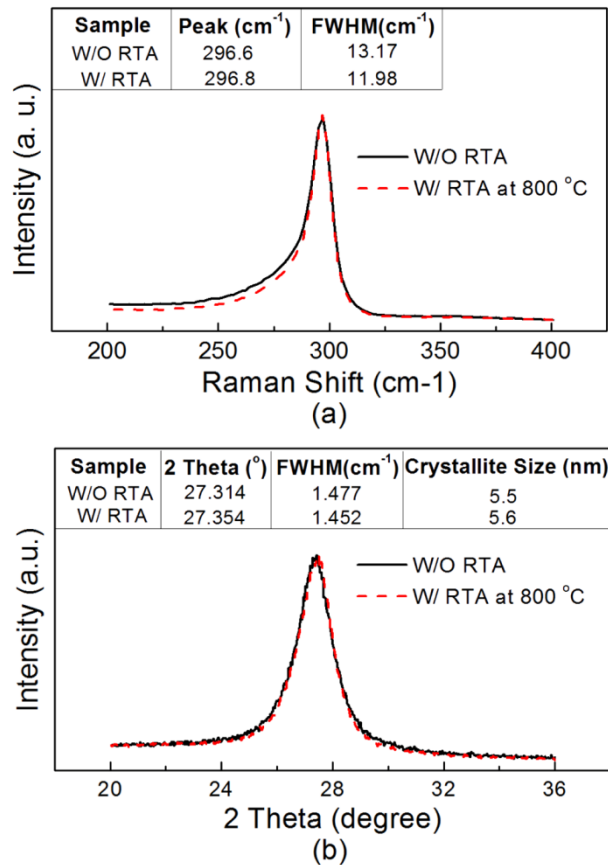 Sample Peak (cm-1) FWHM(cm-1)
W/O RTA 296.6 13.17
W/ RTA 296.8 11.98
W/O RTA
W/ RTA at 800 °C
Intensity (a. u.)
200 250 300 350 400
Raman Shift (cm-1)
(a)
Sample 2 Theta (°) FWHM(cm-1) Crystallite Size (nm)
W/O RTA 27.314 1.477 5.5
W/ RTA 27.354 1.452 5.6
W/O RTA
W/ RTA at 800 °C
Intensity (a.u.)
20 24 28 32 36
2 Theta (degree)
(b)